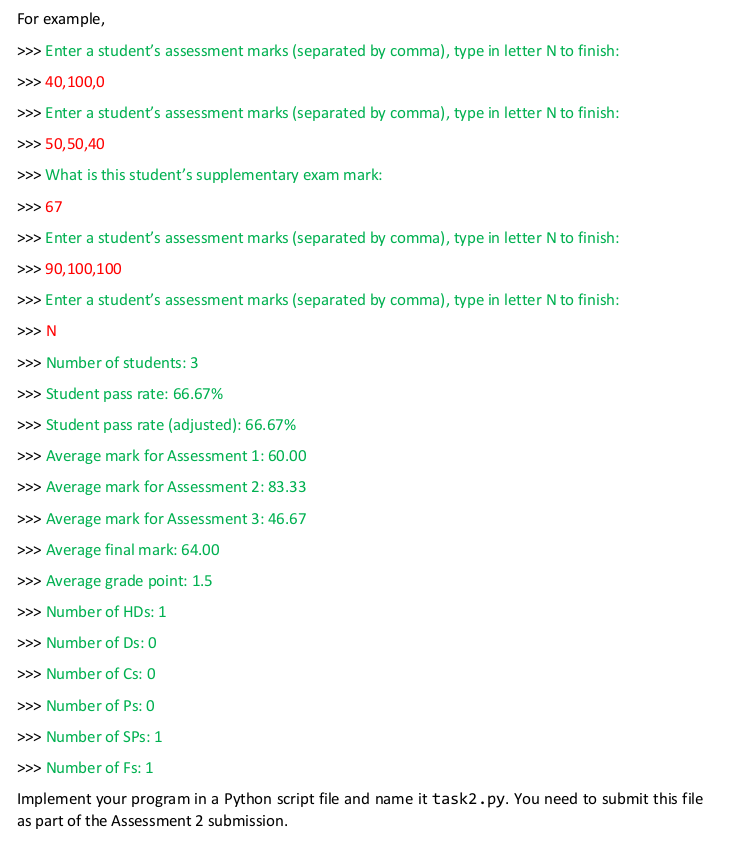 For example,
>>> Enter a student’s assessment marks (separated by comma), type in letter N to finish:
>>> 40,100,0
>>> Enter a student’s assessment marks (separated by comma), type in letter N to finish:
>>> 50,50,40
>>> What is this student’s supplementary exam mark:
>>> 67
>>> Enter a student’s assessment marks (separated by comma), type in letter N to finish:
>>> 90,100,100
>>> Enter a student’s assessment marks (separated by comma), type in letter N to finish:
>>> N
>>> Number of students: 3
>>> Student pass rate: 66.67%
>>> Student pass rate (adjusted): 66.67%
>>> Average mark for Assessment 1: 60.00
>>> Average mark for Assessment 2: 83.33
>>> Average mark for Assessment 3: 46.67
>>> Average final mark: 64.00
>>> Average grade point: 1.5
>>> Number of HDs: 1
>>> Number of Ds: 0
>>> Number of Cs: 0
>>> Number of Ps: 0
>>> Number of SPs: 1
>>> Number of Fs: 1
Implement your program in a Python script file and name it task2.py. You need to submit this file
as part of the Assessment 2 submission.